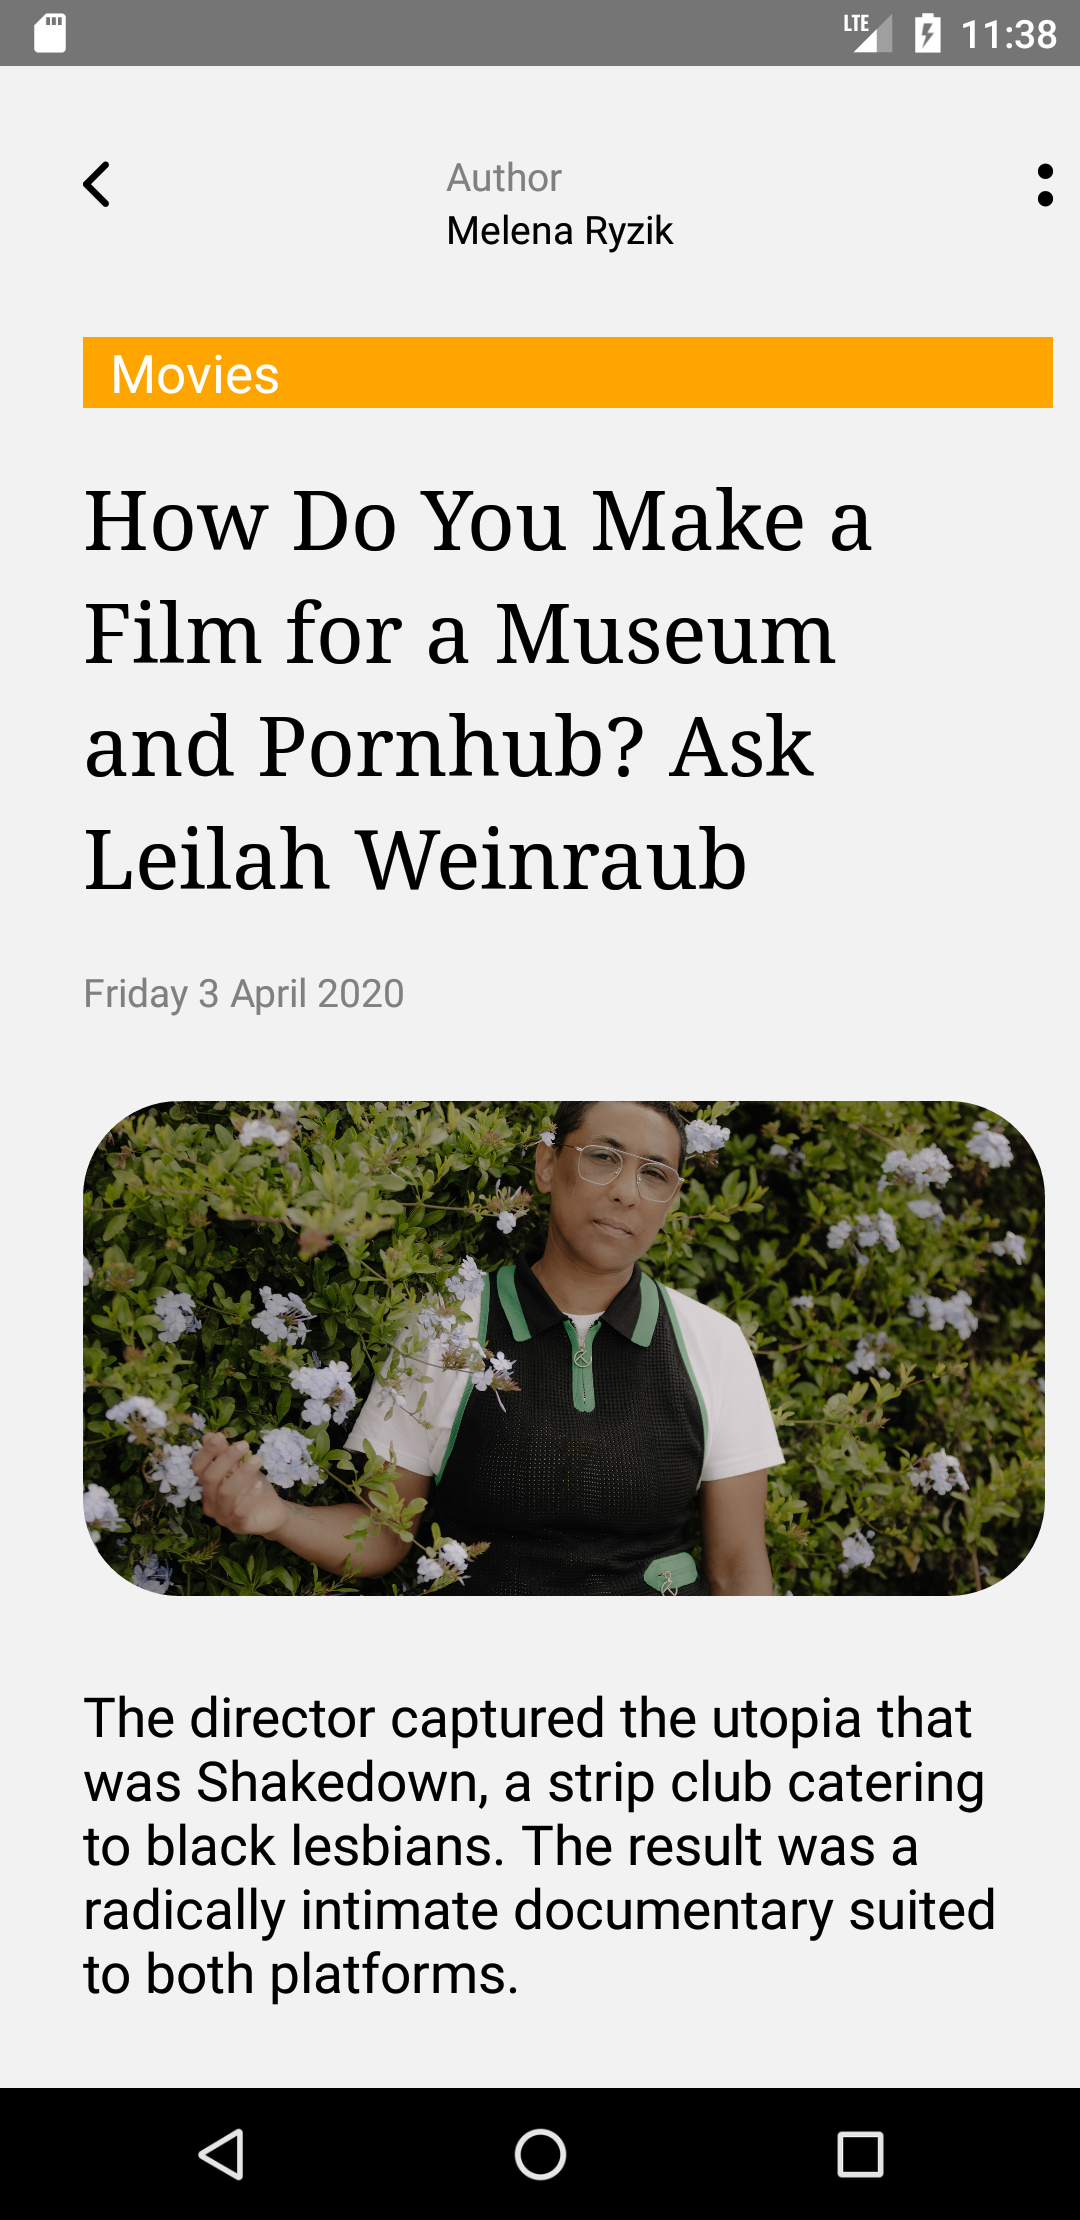 LTE 11:38
Author
Melena Ryzik
Movies
How Do You Make a
Film for a Museum
and Pornhub? Ask
Leilah Weinraub
Friday 3 April 2020
The director captured the utopia that
was Shakedown, a strip club catering
to black lesbians. The result was a
radically intimate documentary suited
to both platforms.